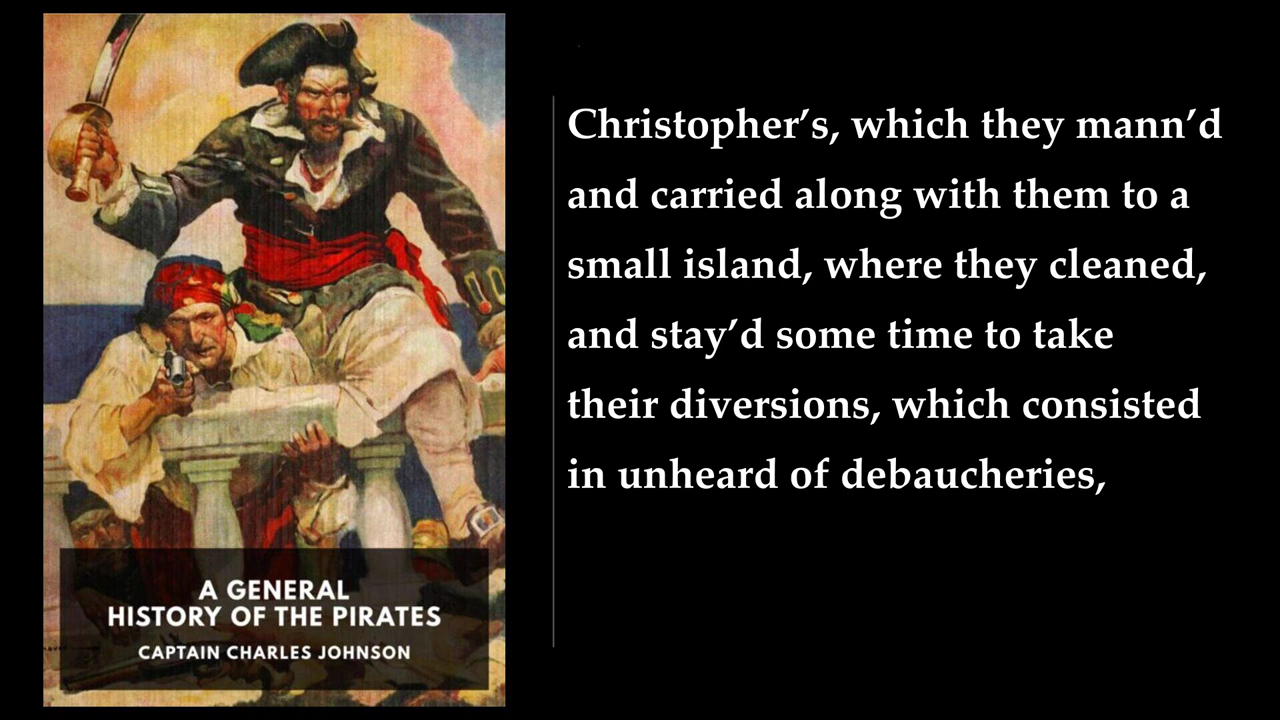 Christopher’s, which they mann’d
and carried along with them to a
small island, where they cleaned,
and stay’d some time to take
their diversions, which consisted
in unheard of debaucheries,
A GENERAL
HISTORY OF THE PIRATES
CAPTAIN CHARLES JOHNSON